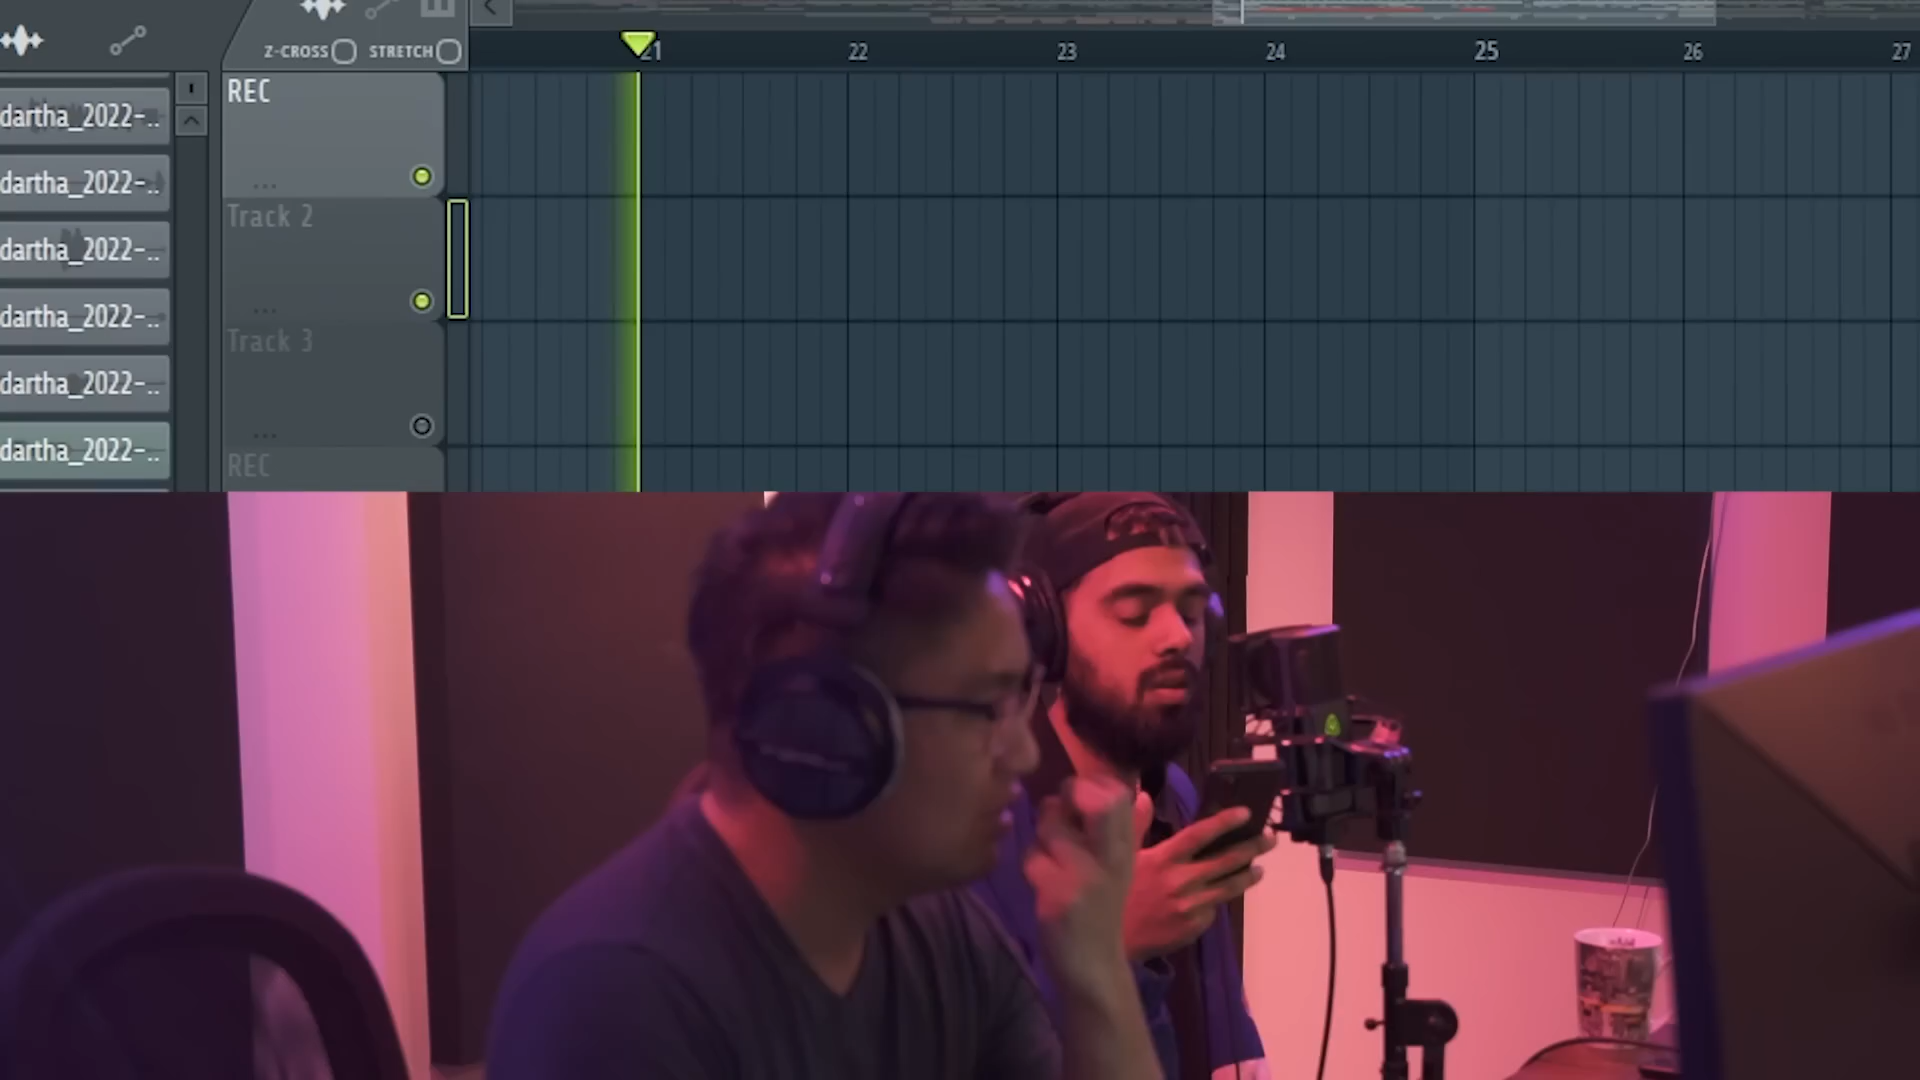 Z-CROSS STRETCH
21 22 23 24 25 26 27
dartha_2022-..
dartha_2022-..
dartha_2022-..
dartha_2022-..
dartha_2022-..
dartha_2022-..
REC
...
Track 2
...
Track 3
...
REC